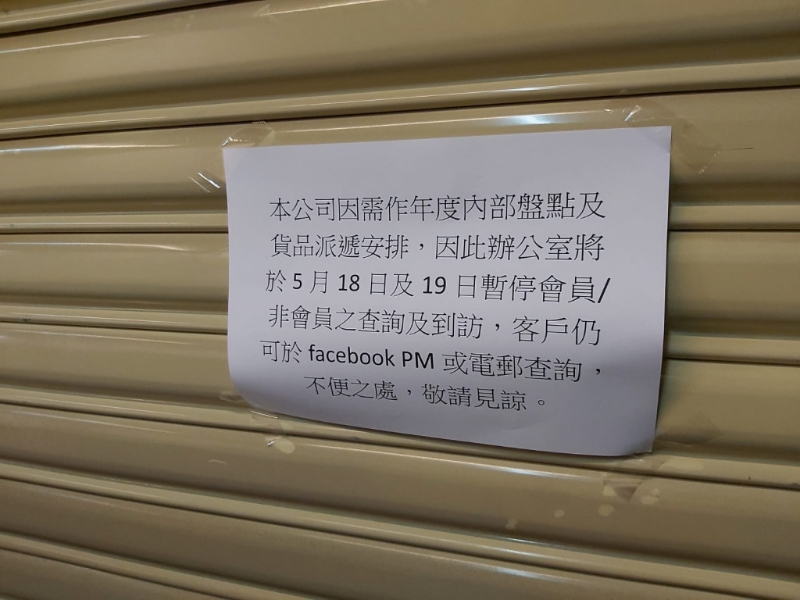 本公司因需作年度內部盤點及
貨品派遞安排，因此辦公室將
於 5 月 18 日及 19 日暫停會員/
非會員之查詢及到訪，客戶仍
可於 facebook PM 或電郵查詢，
不便之處，敬請見諒。